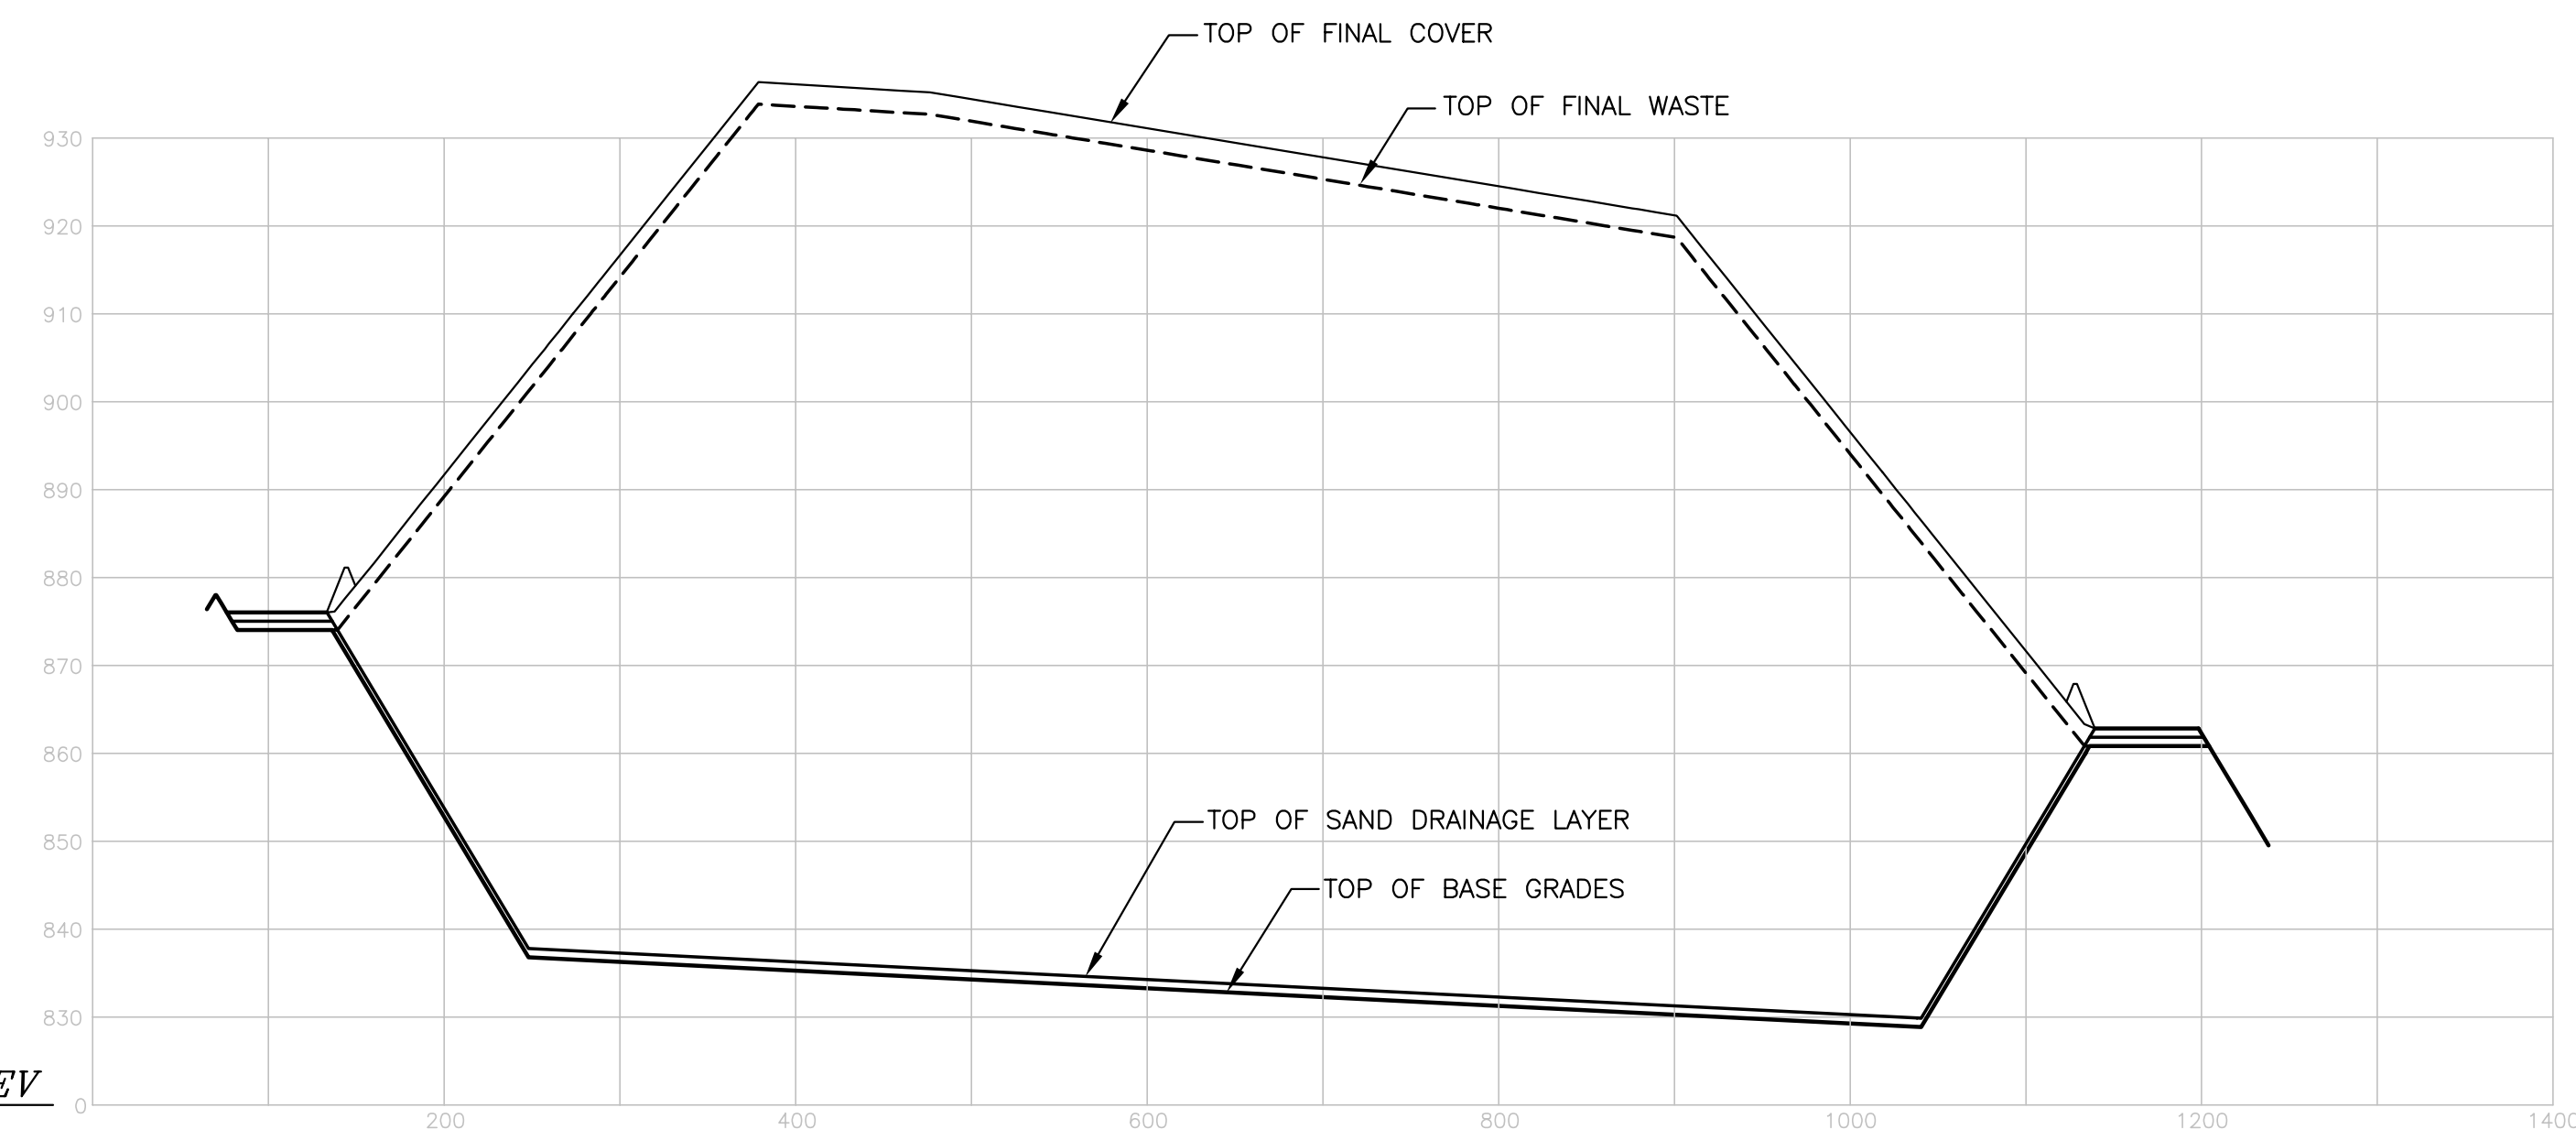 TOP OF FINAL COVER
TOP OF FINAL WASTE
930
920
910
900
890
880
870
860
TOP OF SAND DRAINAGE LAYER
850
TOP OF BASE GRADES
840
830
EV
0
200 400 600 800 1000 1200 1400